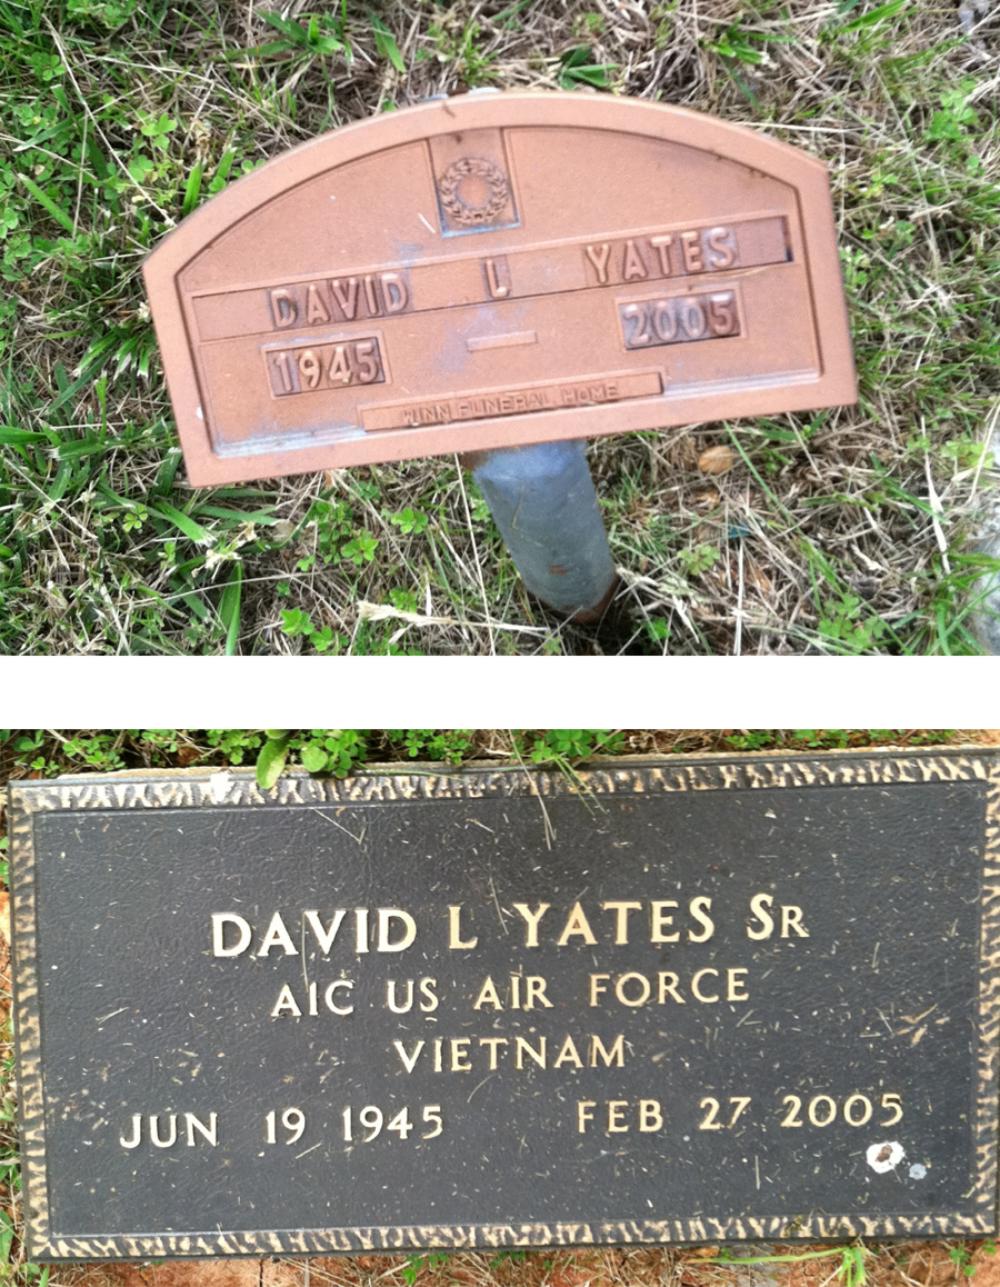 DAVID L YATES
1945 — 2005
WINN FUNERAL HOME
DAVID L YATES SR
A1C US AIR FORCE
VIETNAM
JUN 19 1945 FEB 27 2005